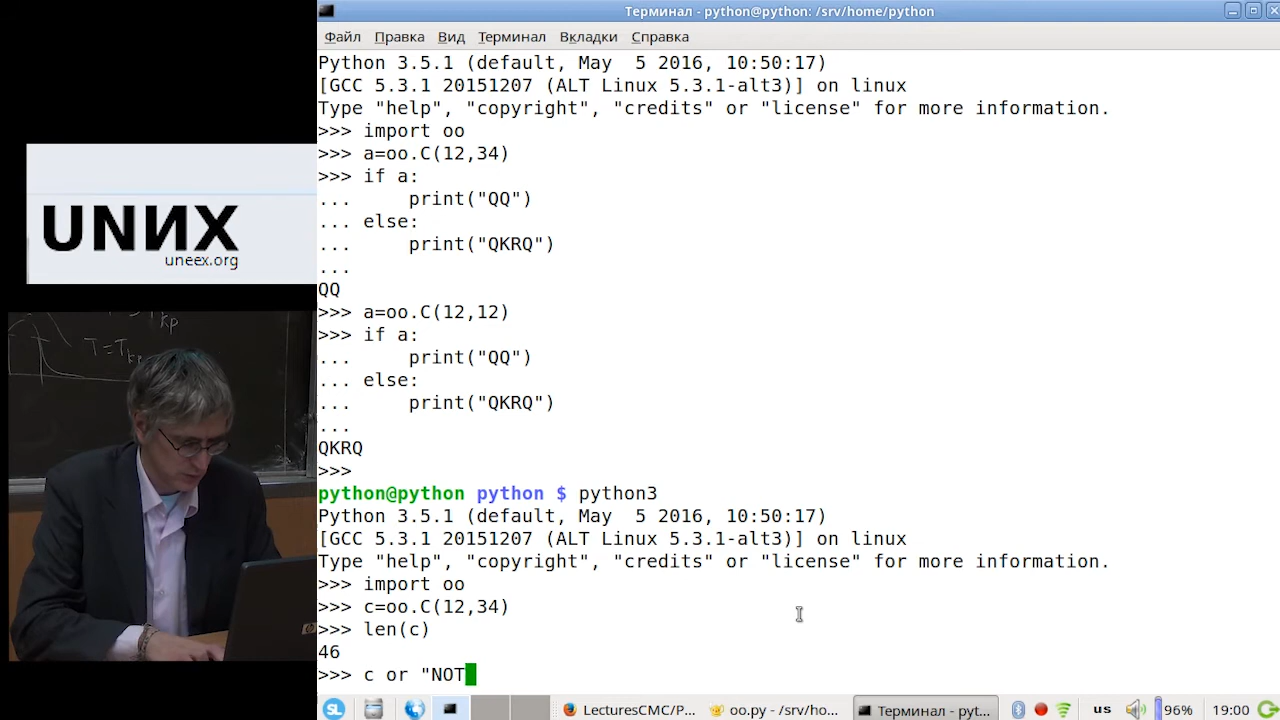 Терминал - python@python: /srv/home/python
Файл Правка Вид Терминал Вкладки Справка
Python 3.5.1 (default, May  5 2016, 10:50:17)
[GCC 5.3.1 20151207 (ALT Linux 5.3.1-alt3)] on linux
Type "help", "copyright", "credits" or "license" for more information.
>>> import oo
>>> a=oo.C(12,34)
>>> if a:
...     print("QQ")
... else:
...     print("QKRQ")
...
QQ
>>> a=oo.C(12,12)
>>> if a:
...     print("QQ")
... else:
...     print("QKRQ")
...
QKRQ
>>>
python@python python $ python3
Python 3.5.1 (default, May  5 2016, 10:50:17)
[GCC 5.3.1 20151207 (ALT Linux 5.3.1-alt3)] on linux
Type "help", "copyright", "credits" or "license" for more information.
>>> import oo
>>> c=oo.C(12,34)
>>> len(c)
46
>>> c or "NOT
LecturesCMC/P... oo.py - /srv/ho... Терминал - pyt... us 96% 19:00
UNИX
uneex.org
T=Tкр